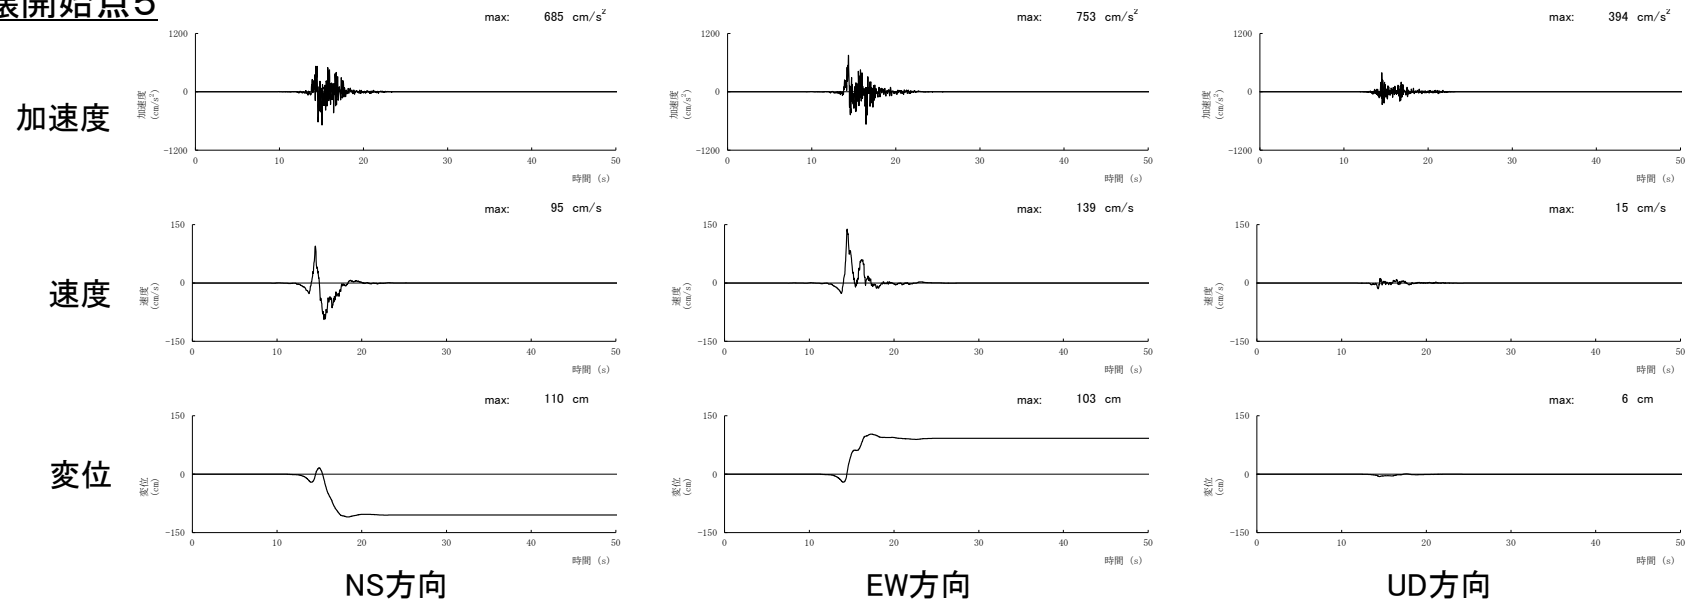 開始点5
max: 685 cm/s²
max: 753 cm/s²
max: 394 cm/s²
加速度
加速度 (cm/s²)
1200
0
-1200
0 10 20 30 40 50
時間 (s)
加速度 (cm/s²)
1200
0
-1200
0 10 20 30 40 50
時間 (s)
加速度 (cm/s²)
1200
0
-1200
0 10 20 30 40 50
時間 (s)
max: 95 cm/s
max: 139 cm/s
max: 15 cm/s
速度
速度 (cm/s)
150
0
-150
0 10 20 30 40 50
時間 (s)
速度 (cm/s)
150
0
-150
0 10 20 30 40 50
時間 (s)
速度 (cm/s)
150
0
-150
0 10 20 30 40 50
時間 (s)
max: 110 cm
max: 103 cm
max: 6 cm
変位
変位 (cm)
150
0
-150
0 10 20 30 40 50
時間 (s)
変位 (cm)
150
0
-150
0 10 20 30 40 50
時間 (s)
変位 (cm)
150
0
-150
0 10 20 30 40 50
時間 (s)
NS方向
EW方向
UD方向